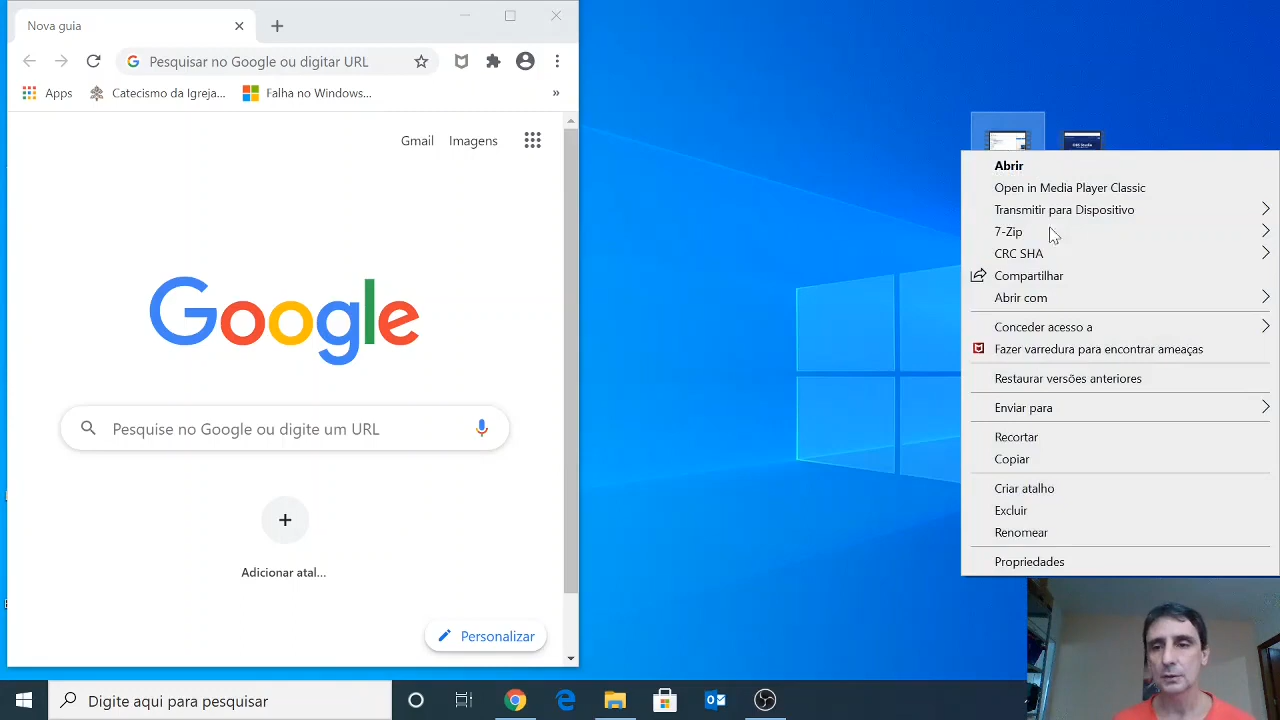 Nova guia
Pesquisar no Google ou digitar URL
Apps
Catecismo da Igreja...
Falha no Windows...
»
Gmail
Imagens
Google
Pesquise no Google ou digite um URL
Adicionar atal...
Personalizar
Abrir
Open in Media Player Classic
Transmitir para Dispositivo
7-Zip
CRC SHA
Compartilhar
Abrir com
Conceder acesso a
Fazer varredura para encontrar ameaças
Restaurar versões anteriores
Enviar para
Recortar
Copiar
Criar atalho
Excluir
Renomear
Propriedades
Digite aqui para pesquisar